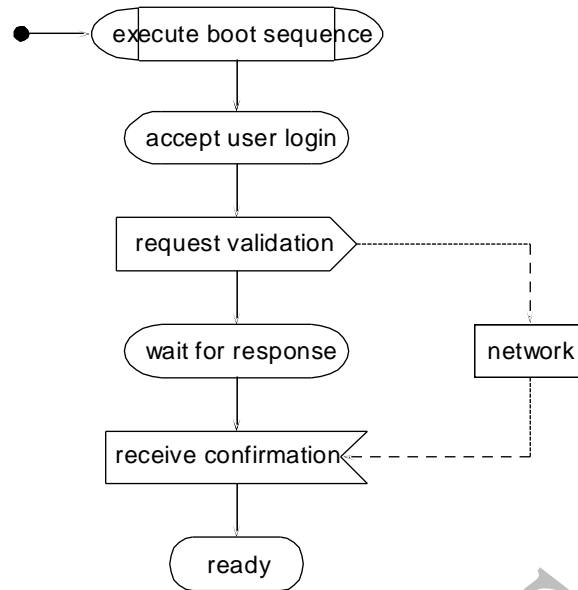 execute boot sequence
accept user login
request validation
wait for response
network
receive confirmation
ready